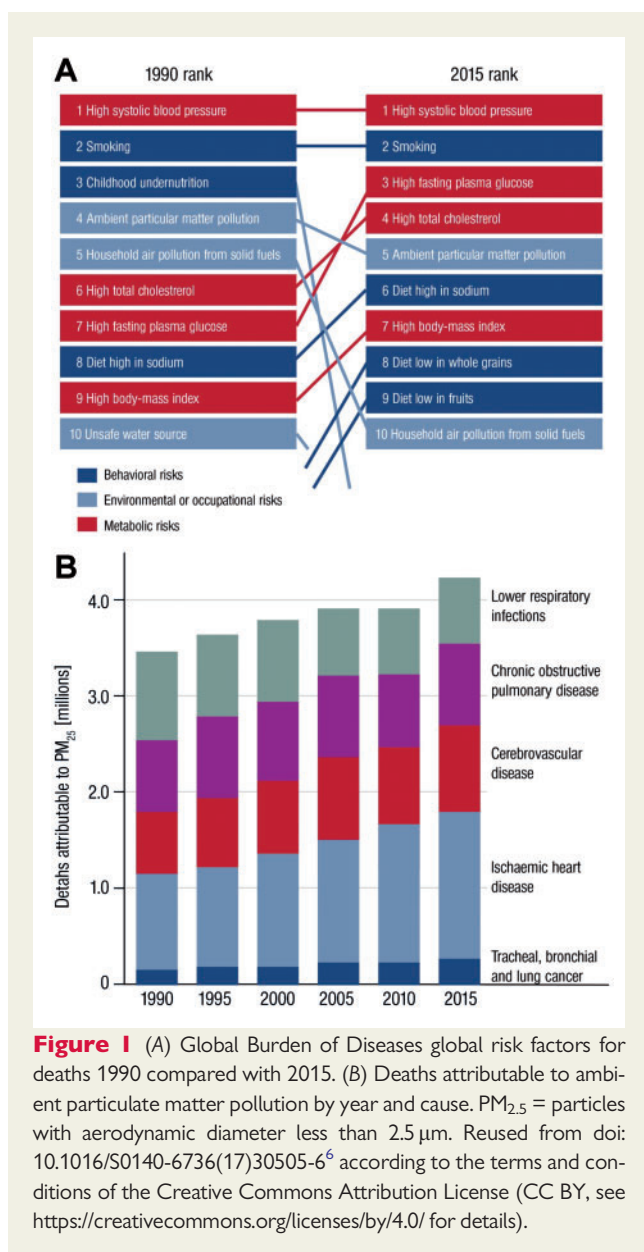 A
1990 rank
2015 rank
1 High systolic blood pressure
2 Smoking
3 Childhood undernutrition
4 Ambient particular matter pollution
5 Household air pollution from solid fuels
6 High total cholestrerol
7 High fasting plasma glucose
8 Diet high in sodium
9 High body-mass index
10 Unsafe water source
1 High systolic blood pressure
2 Smoking
3 High fasting plasma glucose
4 High total cholestrerol
5 Ambient particular matter pollution
6 Diet high in sodium
7 High body-mass index
8 Diet low in whole grains
9 Diet low in fruits
10 Household air pollution from solid fuels
Behavioral risks
Environmental or occupational risks
Metabolic risks
B
Detahs attributable to PM25 [millions]
4.0
3.0
2.0
1.0
0
1990 1995 2000 2005 2010 2015
Lower respiratory
infections
Chronic obstructive
pulmonary disease
Cerebrovascular
disease
Ischaemic heart
disease
Tracheal, bronchial
and lung cancer
Figure 1 (A) Global Burden of Diseases global risk factors for
deaths 1990 compared with 2015. (B) Deaths attributable to ambi-
ent particulate matter pollution by year and cause. PM2.5 = particles
with aerodynamic diameter less than 2.5 μm. Reused from doi:
10.1016/S0140-6736(17)30505-6⁶ according to the terms and con-
ditions of the Creative Commons Attribution License (CC BY, see
https://creativecommons.org/licenses/by/4.0/ for details).